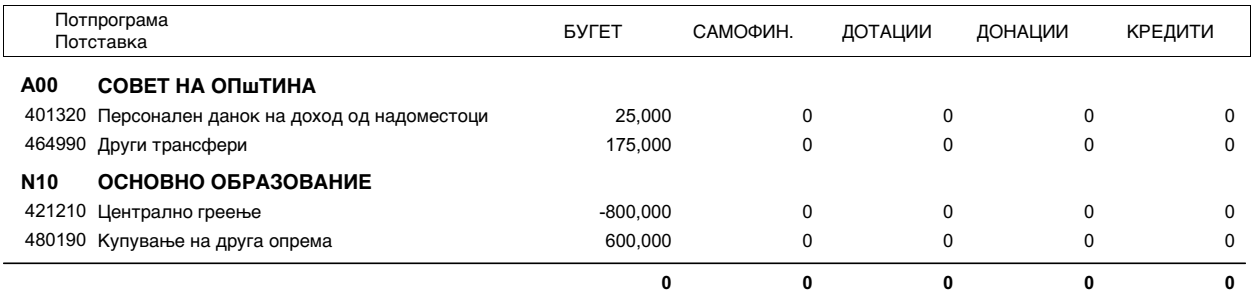 Потпрограма
Потставка БУГЕТ САМОФИН. ДОТАЦИИ ДОНАЦИИ КРЕДИТИ
A00 СОВЕТ НА ОПшТИНА
401320 Персонален данок на доход од надоместоци 25,000 0 0 0 0
464990 Други трансфери 175,000 0 0 0 0
N10 ОСНОВНО ОБРАЗОВАНИЕ
421210 Централно греење -800,000 0 0 0 0
480190 Купување на друга опрема 600,000 0 0 0 0
0 0 0 0 0